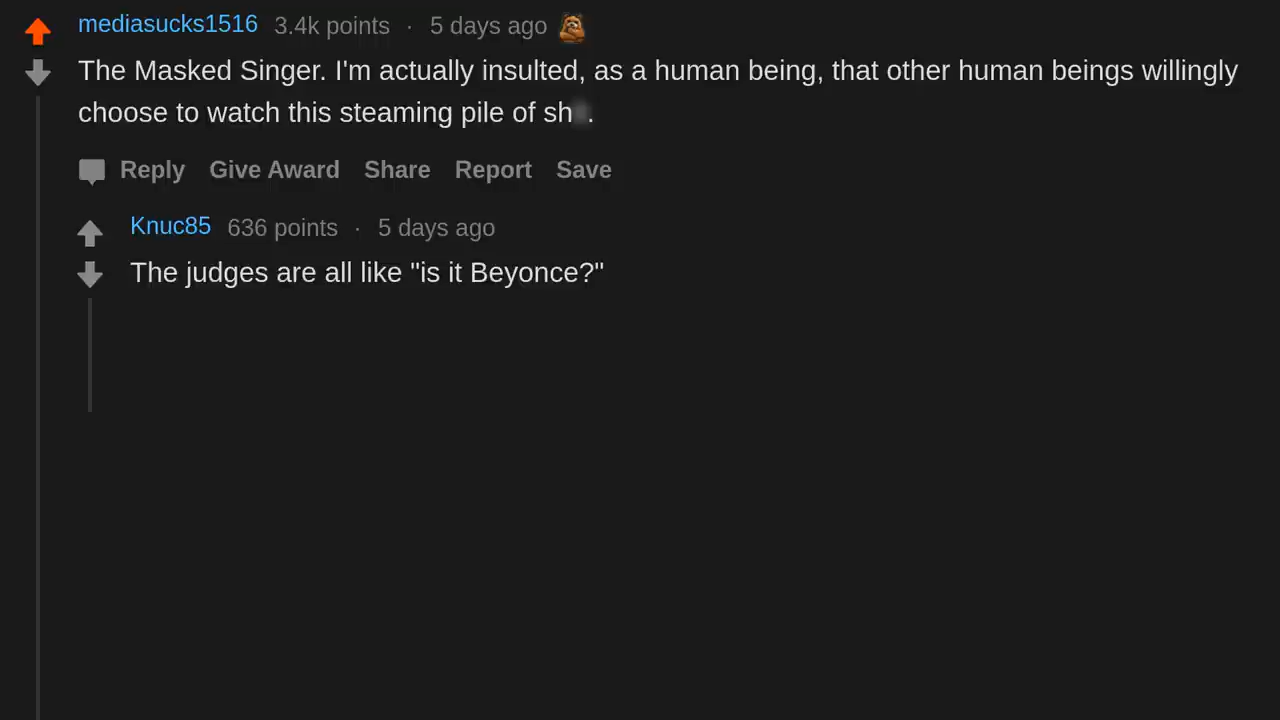 mediasucks1516 3.4k points · 5 days ago
The Masked Singer. I'm actually insulted, as a human being, that other human beings willingly
choose to watch this steaming pile of sh .
Reply Give Award Share Report Save
Knuc85 636 points · 5 days ago
The judges are all like "is it Beyonce?"